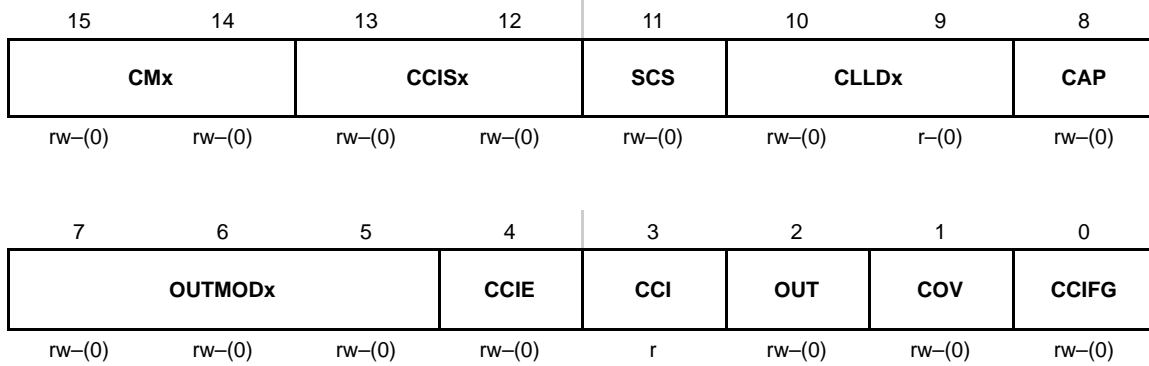 15 14 13 12 11 10 9 8
CMx CCISx SCS CLLDx CAP
rw–(0) rw–(0) rw–(0) rw–(0) rw–(0) rw–(0) r–(0) rw–(0)
7 6 5 4 3 2 1 0
OUTMODx CCIE CCI OUT COV CCIFG
rw–(0) rw–(0) rw–(0) rw–(0) r rw–(0) rw–(0) rw–(0)